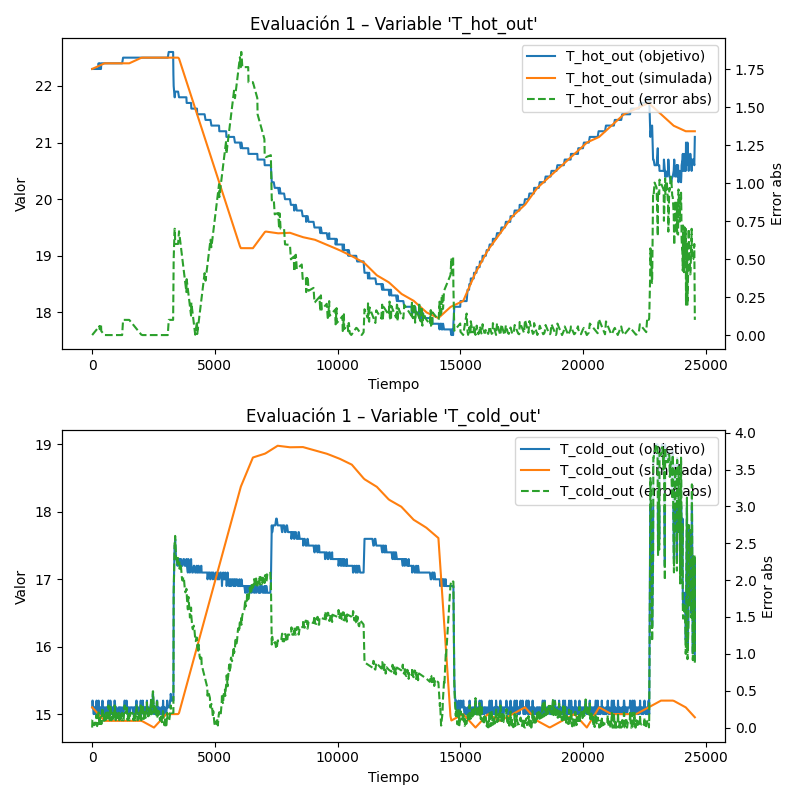 Evaluación 1 – Variable 'T_hot_out'
T_hot_out (objetivo)
T_hot_out (simulada)
T_hot_out (error abs)
Valor
22
21
20
19
18
1.75
1.50
1.25
1.00
0.75
0.50
0.25
0.00
Error abs
0 5000 10000 15000 20000 25000
Tiempo
Evaluación 1 – Variable 'T_cold_out'
T_cold_out (objetivo)
T_cold_out (simulada)
T_cold_out (error abs)
Valor
19
18
17
16
15
4.0
3.5
3.0
2.5
2.0
1.5
1.0
0.5
0.0
Error abs
0 5000 10000 15000 20000 25000
Tiempo